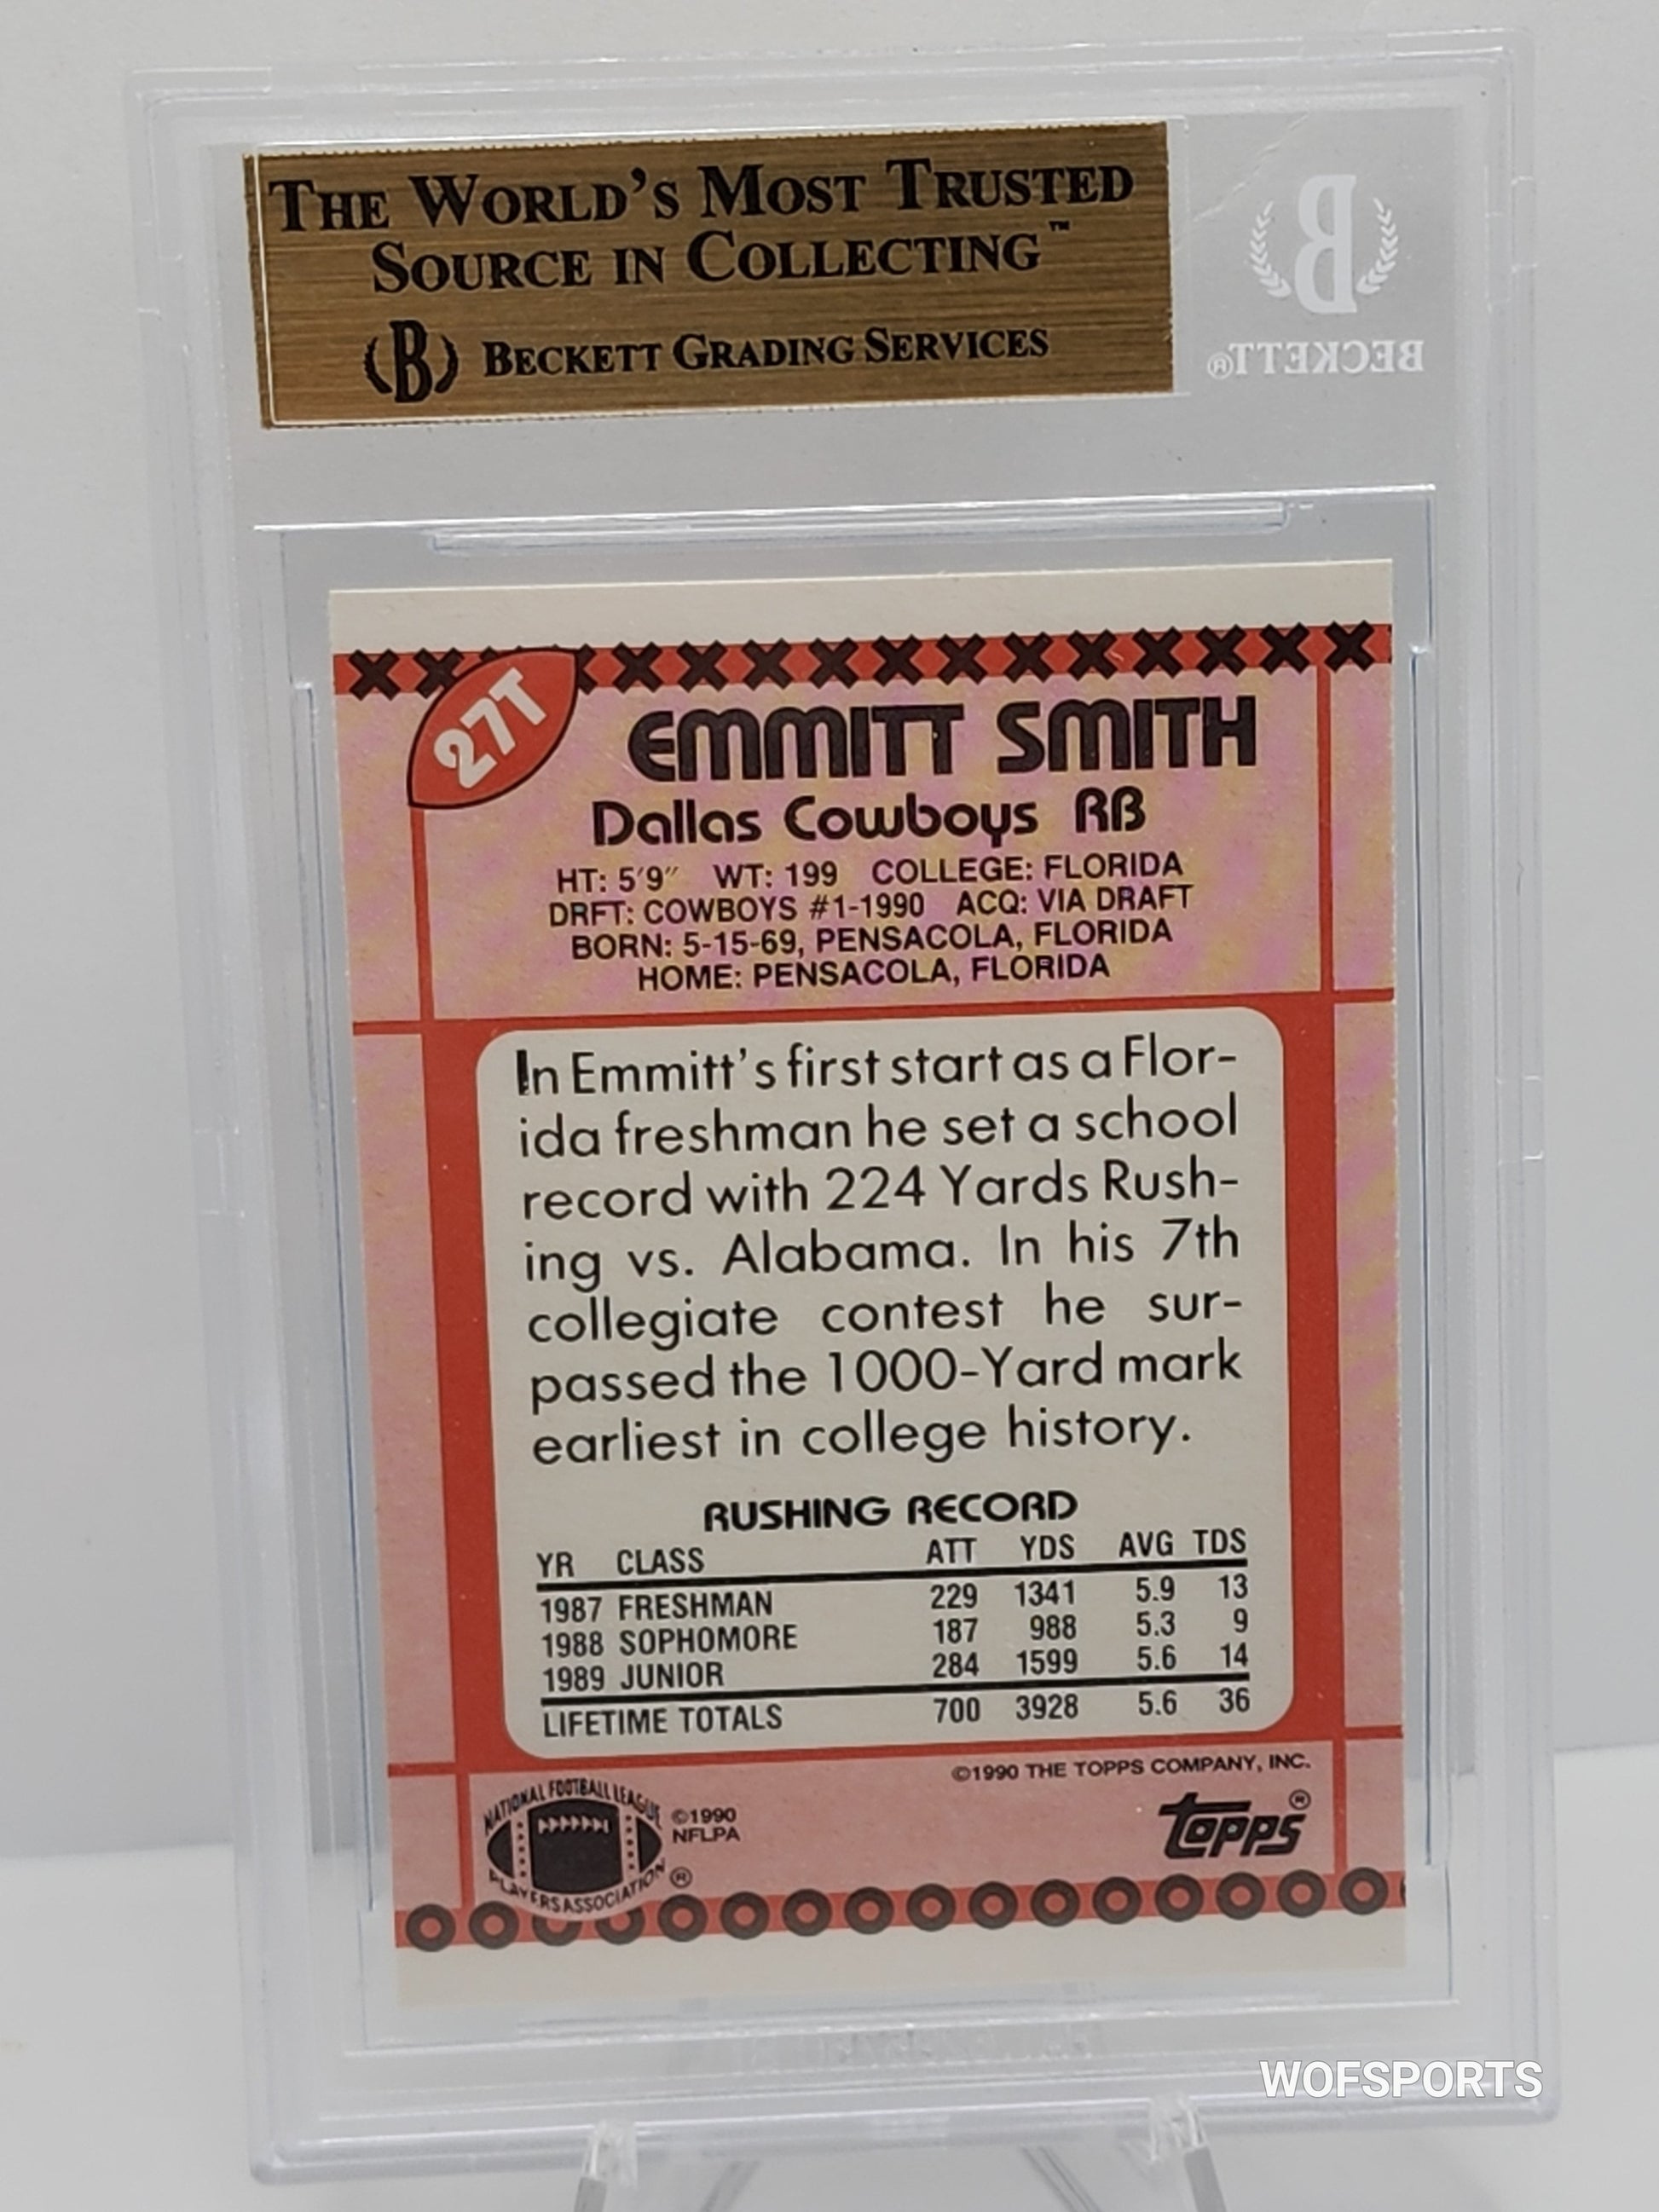 THE WORLD'S MOST TRUSTED
SOURCE IN COLLECTING™
B BECKETT GRADING SERVICES
B
BECKETT®
27T
EMMITT SMITH
Dallas Cowboys RB
HT: 5'9" WT: 199 COLLEGE: FLORIDA
DRFT: COWBOYS #1-1990 ACQ: VIA DRAFT
BORN: 5-15-69, PENSACOLA, FLORIDA
HOME: PENSACOLA, FLORIDA
In Emmitt's first start as a Flor-
ida freshman he set a school
record with 224 Yards Rush-
ing vs. Alabama. In his 7th
collegiate contest he sur-
passed the 1000-Yard mark
earliest in college history.
RUSHING RECORD
YR CLASS ATT YDS AVG TDS
1987 FRESHMAN 229 1341 5.9 13
1988 SOPHOMORE 187 988 5.3 9
1989 JUNIOR 284 1599 5.6 14
LIFETIME TOTALS 700 3928 5.6 36
©1990 THE TOPPS COMPANY, INC.
NATIONAL FOOTBALL LEAGUE
PLAYERS ASSOCIATION ®
©1990
NFLPA
Topps®
WOFSPORTS